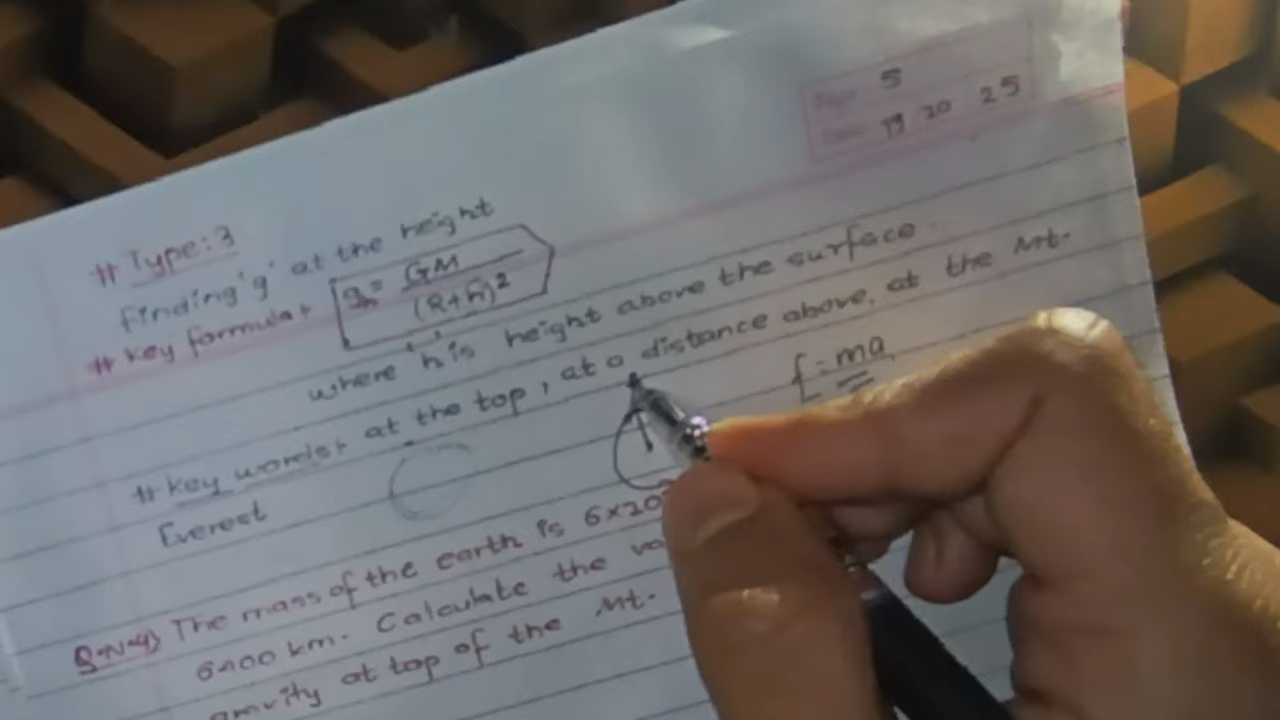 Page: 5
Date: 19 20 25
# Type:3
finding 'g' at the height
# Key formula→ gh = GM/(R+h)²
where 'h' is height above the surface.
# Key words→ at the top, at a distance above, at the Mt.
Everest
f = ma
Q.N.4) The mass of the earth is 6×10
6400 km. Calculate the
gravity at top of the Mt.